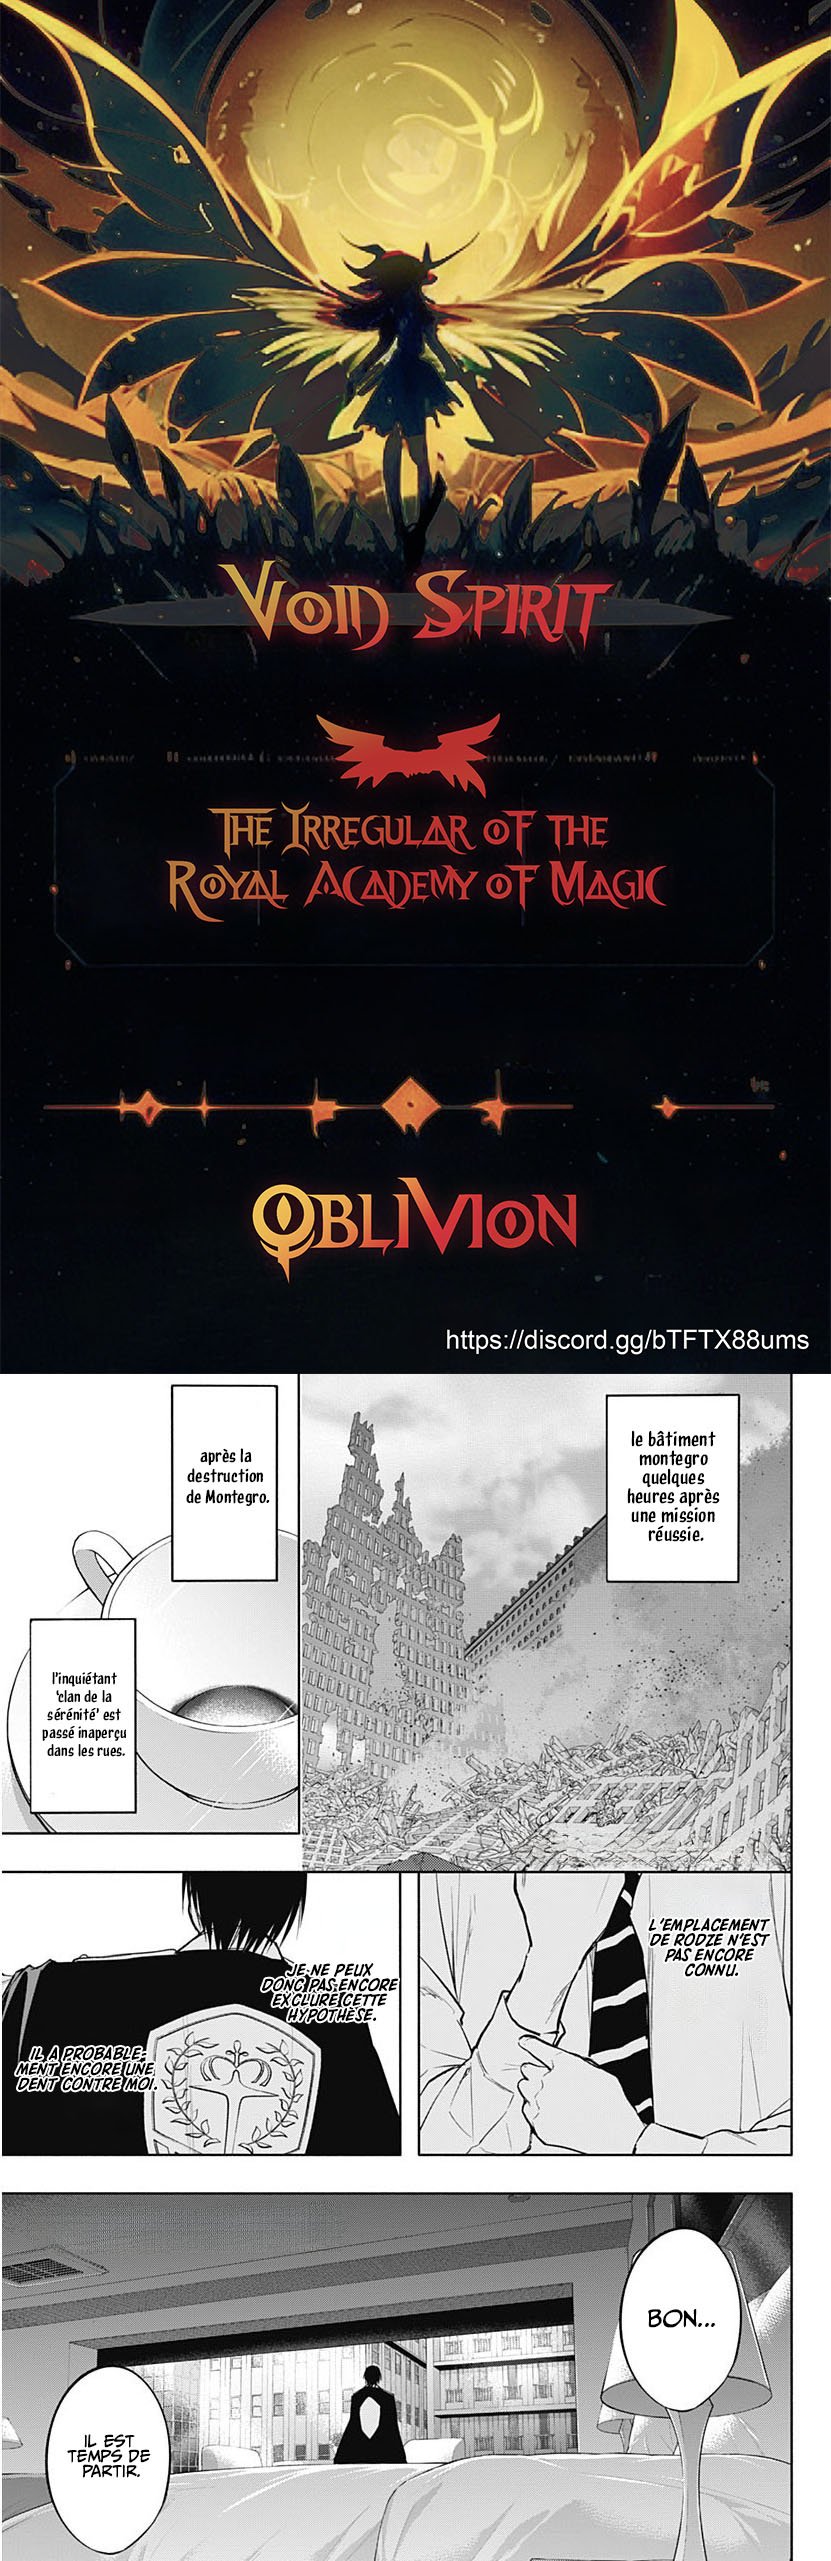 VOID SPIRIT
THE IRREGULAR OF THE
ROYAL ACADEMY OF MAGIC
OBLIVION
https://discord.gg/bTFTX88ums
le bâtiment
montegro
quelques
heures après
une mission
réussie.
après la
destruction
de Montegro.
l'inquiétant
'clan de la
sérénité' est
passé inaperçu
dans les rues.
L'EMPLACEMENT
DE RODZE N'EST
PAS ENCORE
CONNU.
JE NE PEUX
DONC PAS ENCORE
EXCLURE CETTE
HYPOTHÈSE.
IL A PROBABLE-
MENT ENCORE UNE
DENT CONTRE MOI.
BON...
IL EST
TEMPS DE
PARTIR.